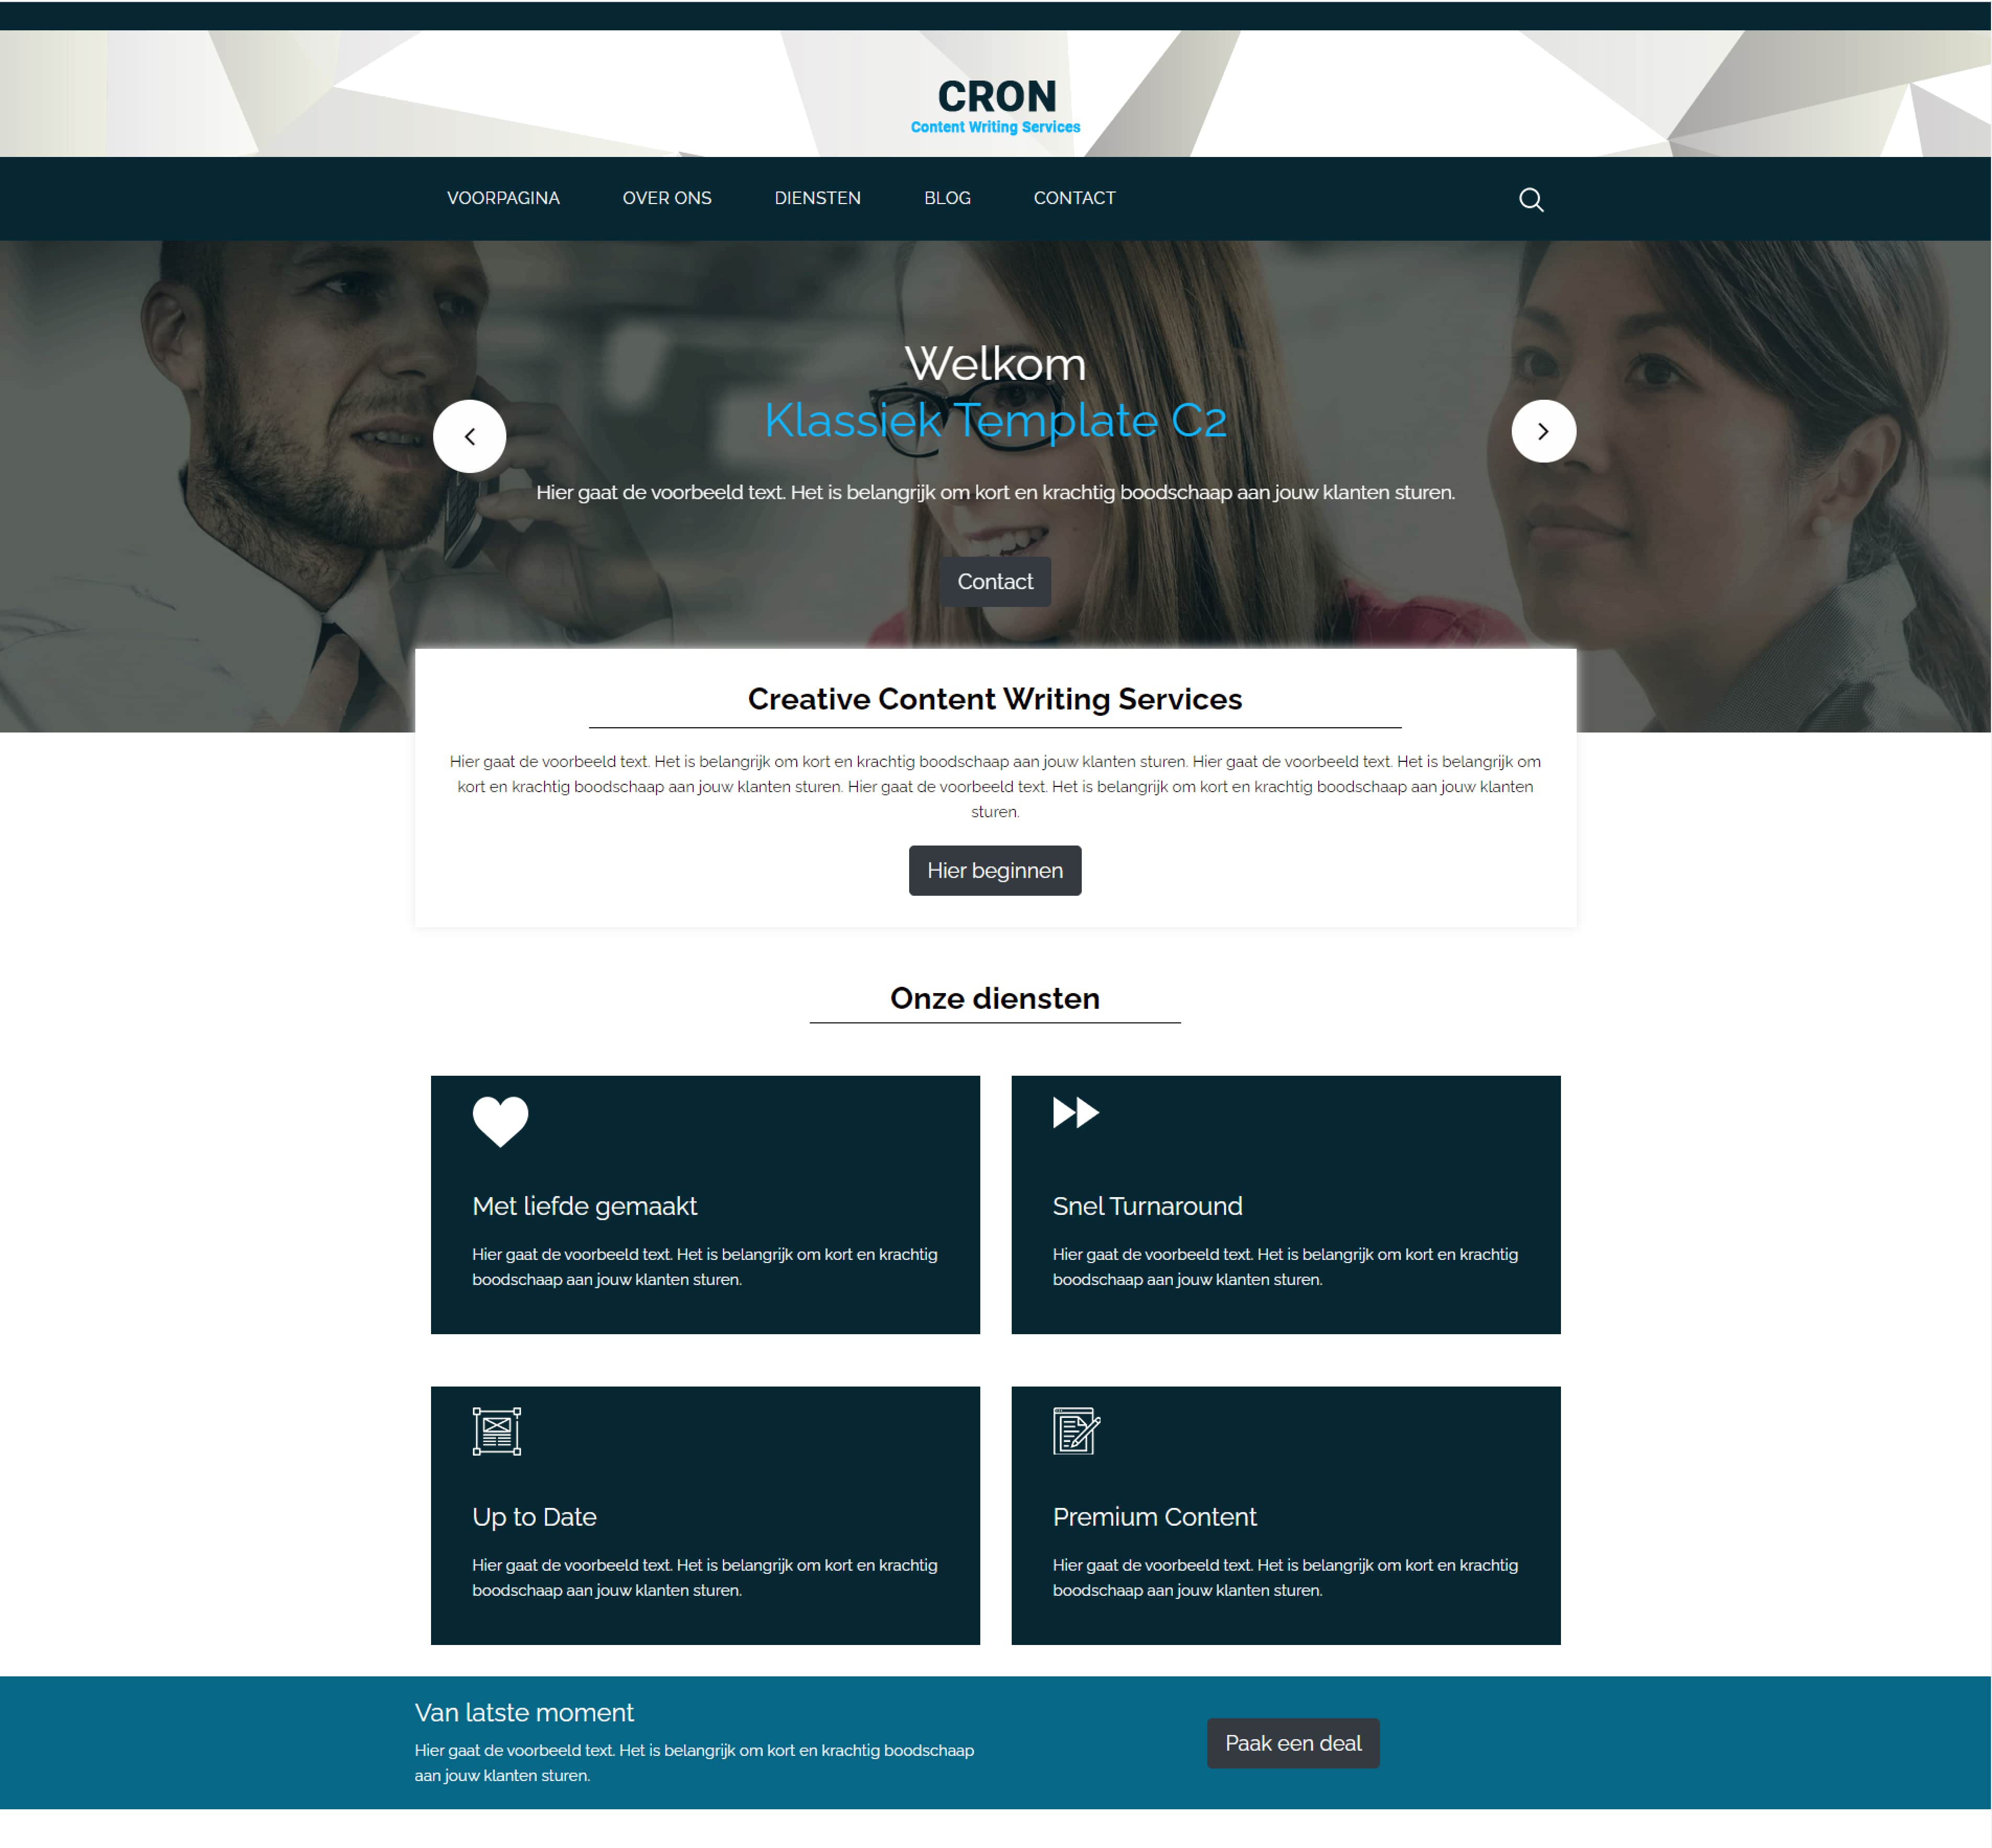 CRON
Content Writing Services
VOORPAGINA OVER ONS DIENSTEN BLOG CONTACT
Welkom
Klassiek Template C2
Hier gaat de voorbeeld text. Het is belangrijk om kort en krachtig boodschaap aan jouw klanten sturen.
Contact
Creative Content Writing Services
Hier gaat de voorbeeld text. Het is belangrijk om kort en krachtig boodschaap aan jouw klanten sturen. Hier gaat de voorbeeld text. Het is belangrijk om
kort en krachtig boodschaap aan jouw klanten sturen. Hier gaat de voorbeeld text. Het is belangrijk om kort en krachtig boodschaap aan jouw klanten
sturen.
Hier beginnen
Onze diensten
Met liefde gemaakt
Hier gaat de voorbeeld text. Het is belangrijk om kort en krachtig
boodschaap aan jouw klanten sturen.
Snel Turnaround
Hier gaat de voorbeeld text. Het is belangrijk om kort en krachtig
boodschaap aan jouw klanten sturen.
Up to Date
Hier gaat de voorbeeld text. Het is belangrijk om kort en krachtig
boodschaap aan jouw klanten sturen.
Premium Content
Hier gaat de voorbeeld text. Het is belangrijk om kort en krachtig
boodschaap aan jouw klanten sturen.
Van latste moment
Hier gaat de voorbeeld text. Het is belangrijk om kort en krachtig boodschaap
aan jouw klanten sturen.
Paak een deal